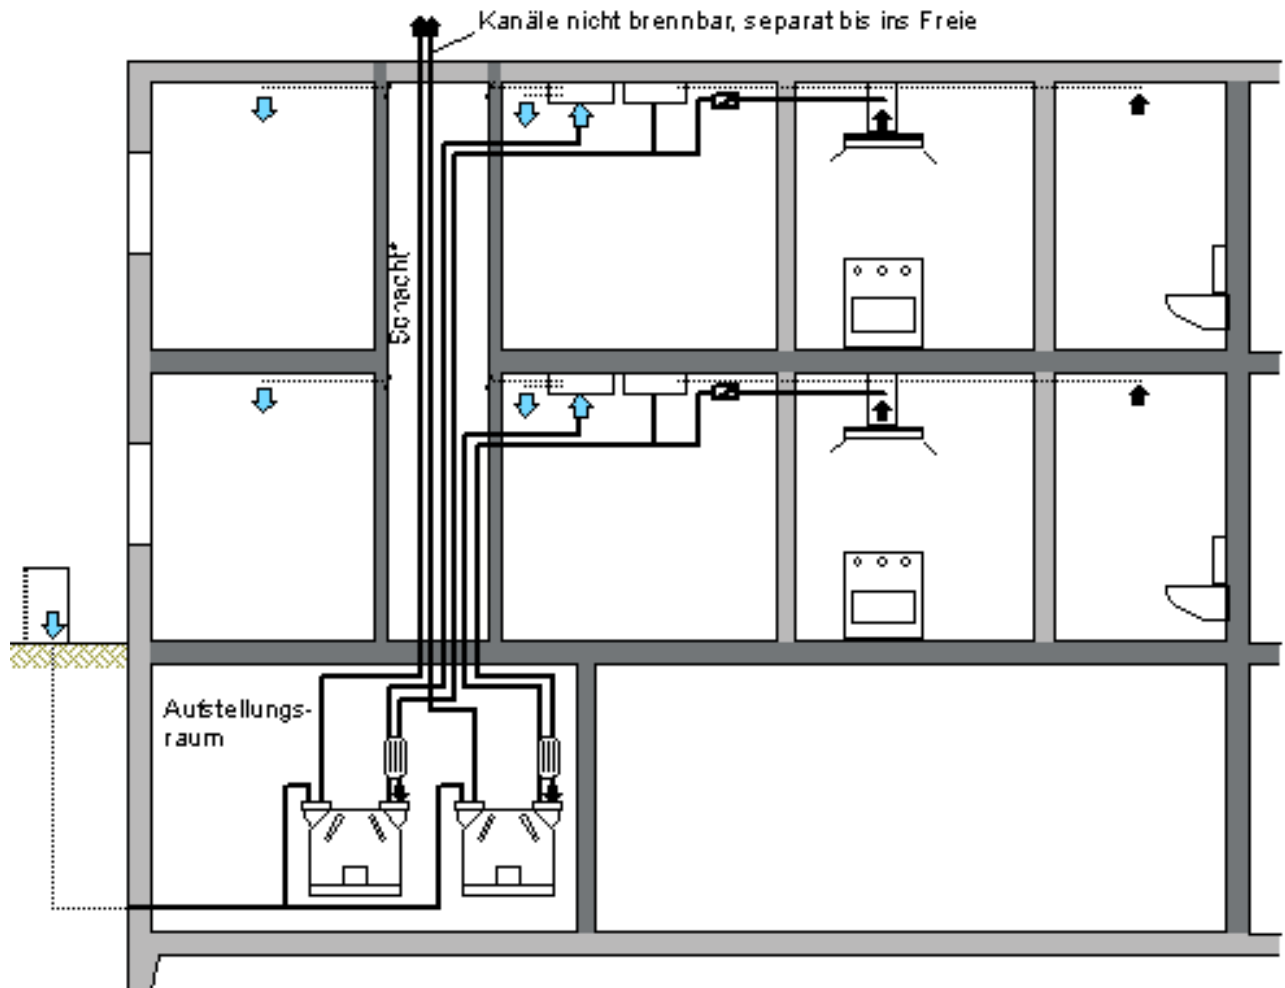 Kanäle nicht brennbar, separat bis ins Freie
Schacht*
Aufstellungs-
raum